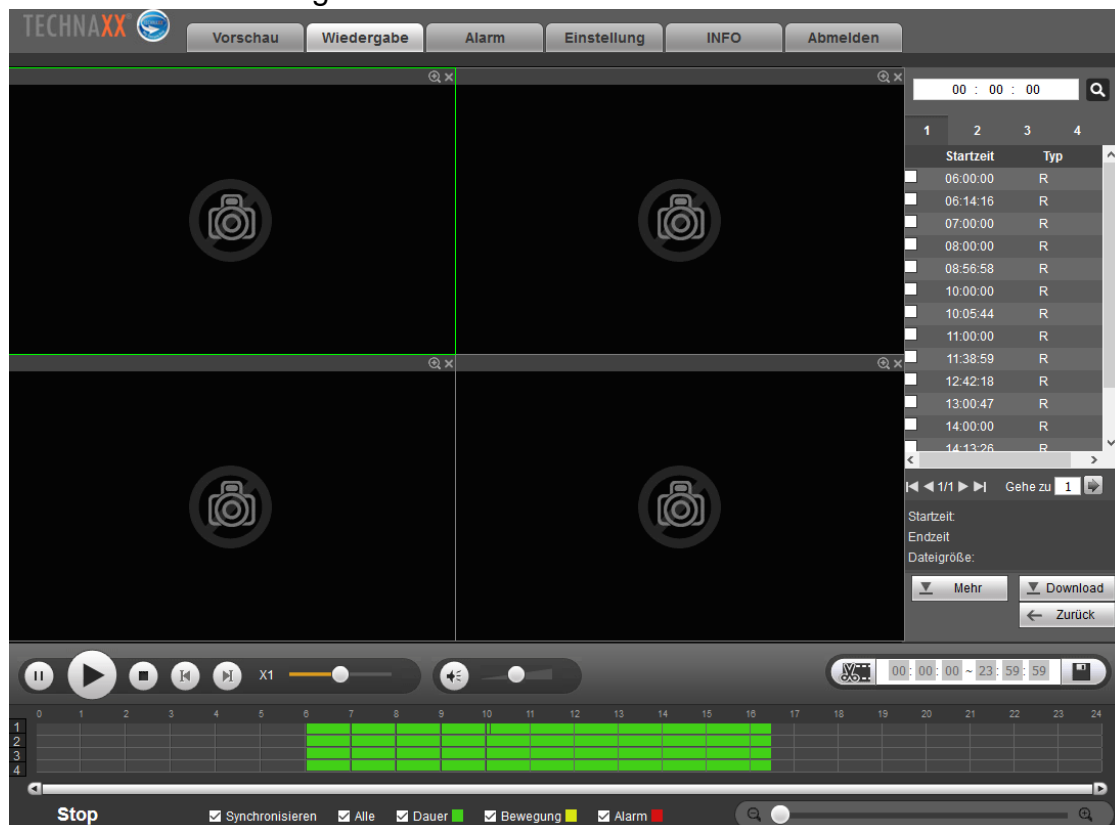 TECHNAXX
Vorschau Wiedergabe Alarm Einstellung INFO Abmelden
00 : 00 : 00
1 2 3 4
Startzeit Typ
06:00:00 R
06:14:16 R
07:00:00 R
08:00:00 R
08:56:58 R
10:00:00 R
10:05:44 R
11:00:00 R
11:38:59 R
12:42:18 R
13:00:47 R
14:00:00 R
14:13:26 R
1/1 Gehe zu 1
Startzeit:
Endzeit
Dateigröße:
Mehr Download
Zurück
X1
00 : 00 : 00 ~ 23 : 59 : 59
0 1 2 3 4 5 6 7 8 9 10 11 12 13 14 15 16 17 18 19 20 21 22 23 24
1
2
3
4
Stop Synchronisieren Alle Dauer Bewegung Alarm